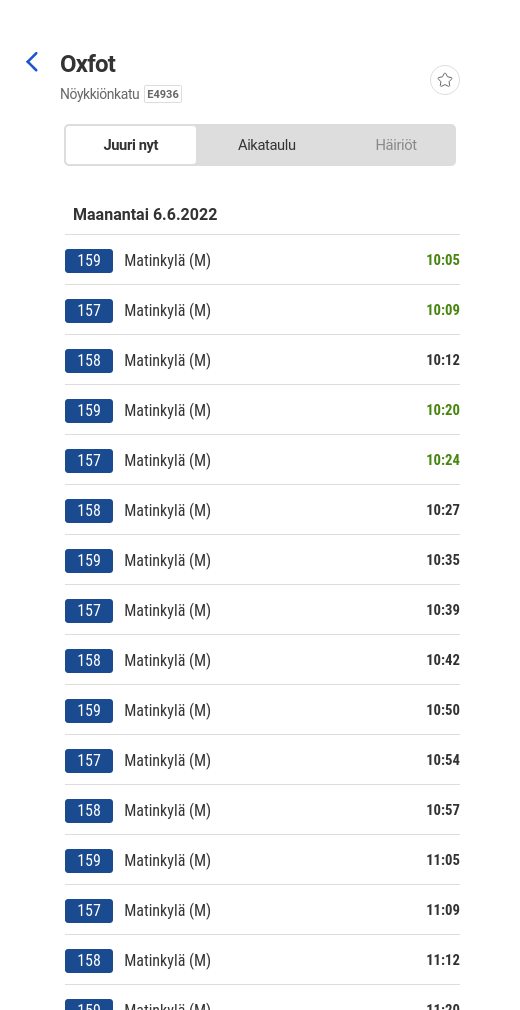 Oxfot
Nöykkiönkatu E4936
Juuri nyt Aikataulu Häiriöt
Maanantai 6.6.2022
159 Matinkylä (M) 10:05
157 Matinkylä (M) 10:09
158 Matinkylä (M) 10:12
159 Matinkylä (M) 10:20
157 Matinkylä (M) 10:24
158 Matinkylä (M) 10:27
159 Matinkylä (M) 10:35
157 Matinkylä (M) 10:39
158 Matinkylä (M) 10:42
159 Matinkylä (M) 10:50
157 Matinkylä (M) 10:54
158 Matinkylä (M) 10:57
159 Matinkylä (M) 11:05
157 Matinkylä (M) 11:09
158 Matinkylä (M) 11:12
159 Matinkylä (M) 11:20